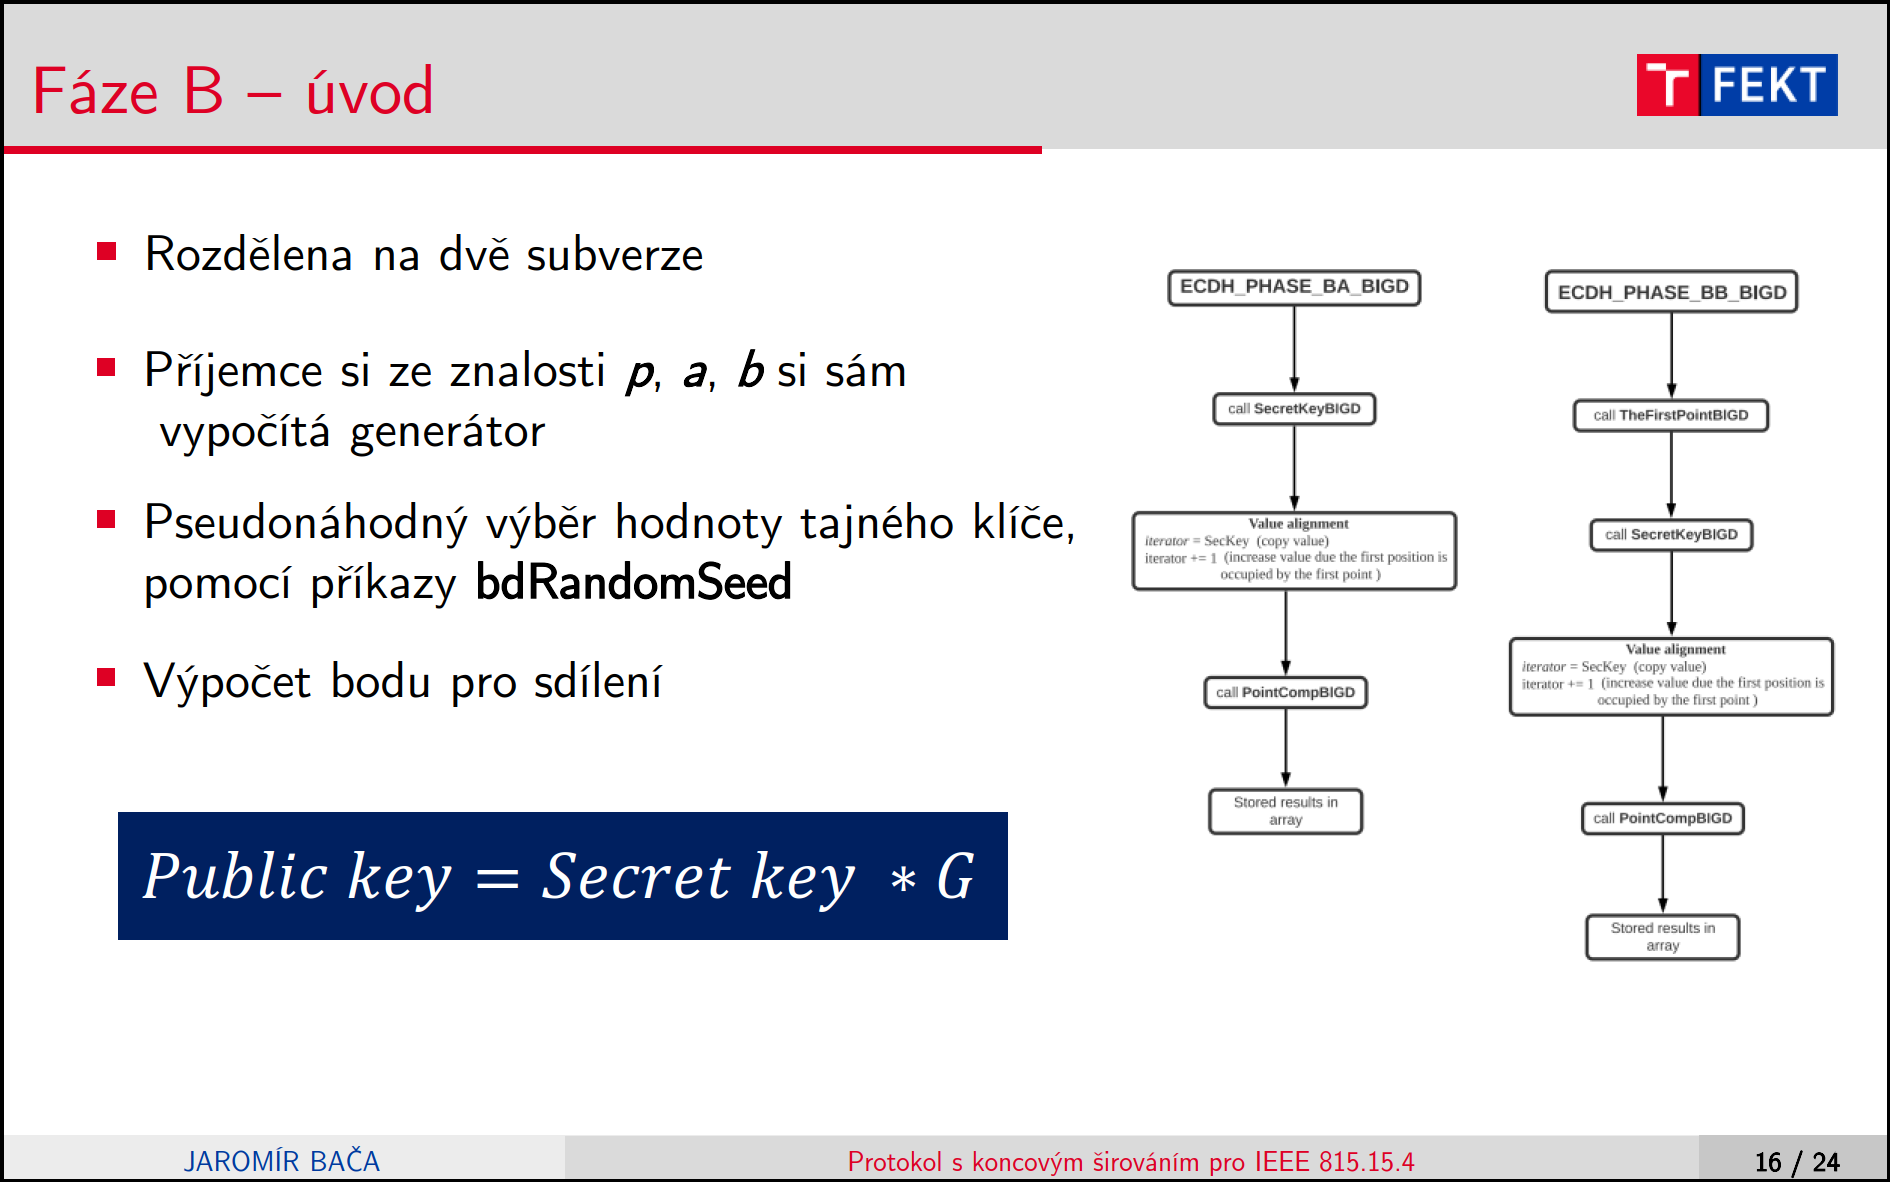 Fáze B – úvod
T FEKT
Rozdělena na dvě subverze
Příjemce si ze znalosti p, a, b si sám
vypočítá generátor
Pseudonáhodný výběr hodnoty tajného klíče,
pomocí příkazy bdRandomSeed
Výpočet bodu pro sdílení
Public key = Secret key * G
ECDH_PHASE_BA_BIGD
call SecretKeyBIGD
Value alignment
iterator = SecKey (copy value)
iterator += 1 (increase value due the first position is
occupied by the first point )
call PointCompBIGD
Stored results in
array
ECDH_PHASE_BB_BIGD
call TheFirstPointBIGD
call SecretKeyBIGD
Value alignment
iterator = SecKey (copy value)
iterator += 1 (increase value due the first position is
occupied by the first point )
call PointCompBIGD
Stored results in
array
JAROMÍR BAČA
Protokol s koncovým širováním pro IEEE 815.15.4
16 / 24